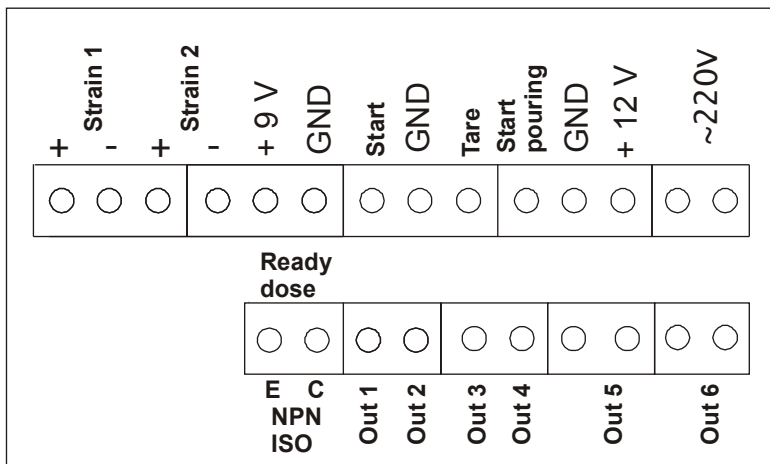 +
Strain 1
-
+
Strain 2
-
+ 9 V
GND
Start
GND
Tare
Start
pouring
GND
+ 12 V
~220V
Ready
dose
E C
NPN
ISO
Out 1
Out 2
Out 3
Out 4
Out 5
Out 6